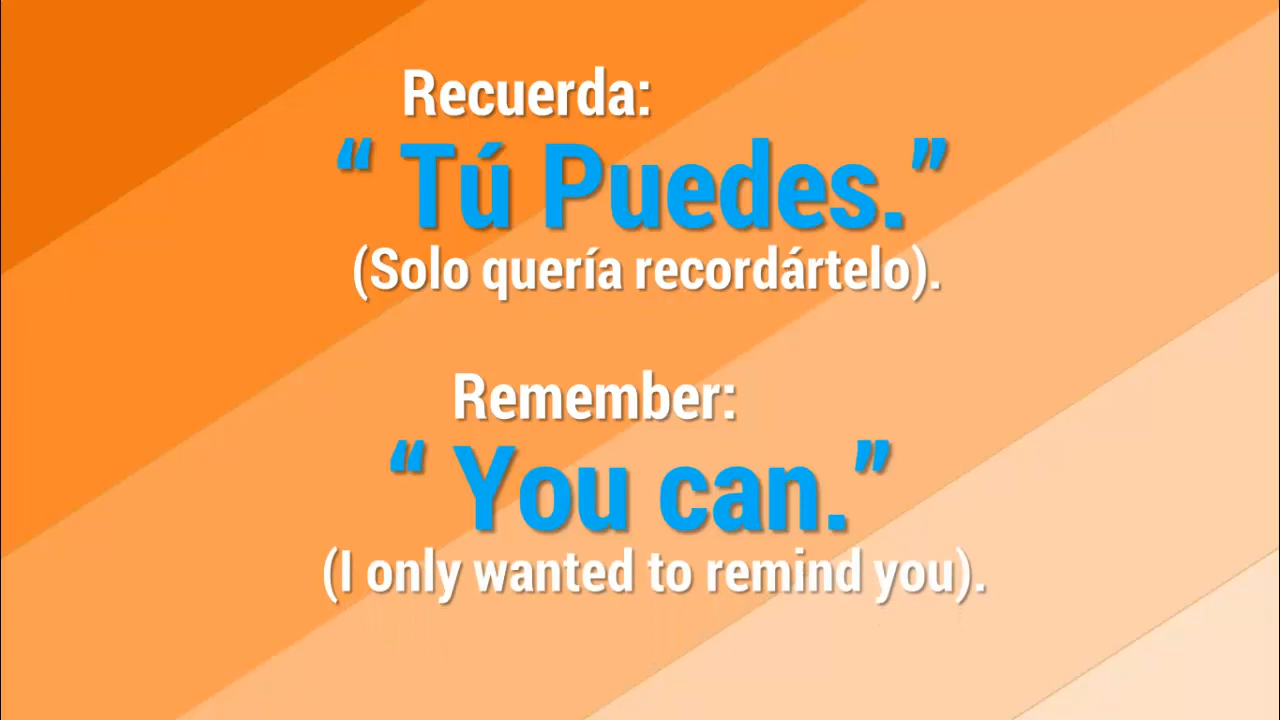 Recuerda:
“ Tú Puedes.”
(Solo quería recordártelo).
Remember:
“ You can.”
(I only wanted to remind you).